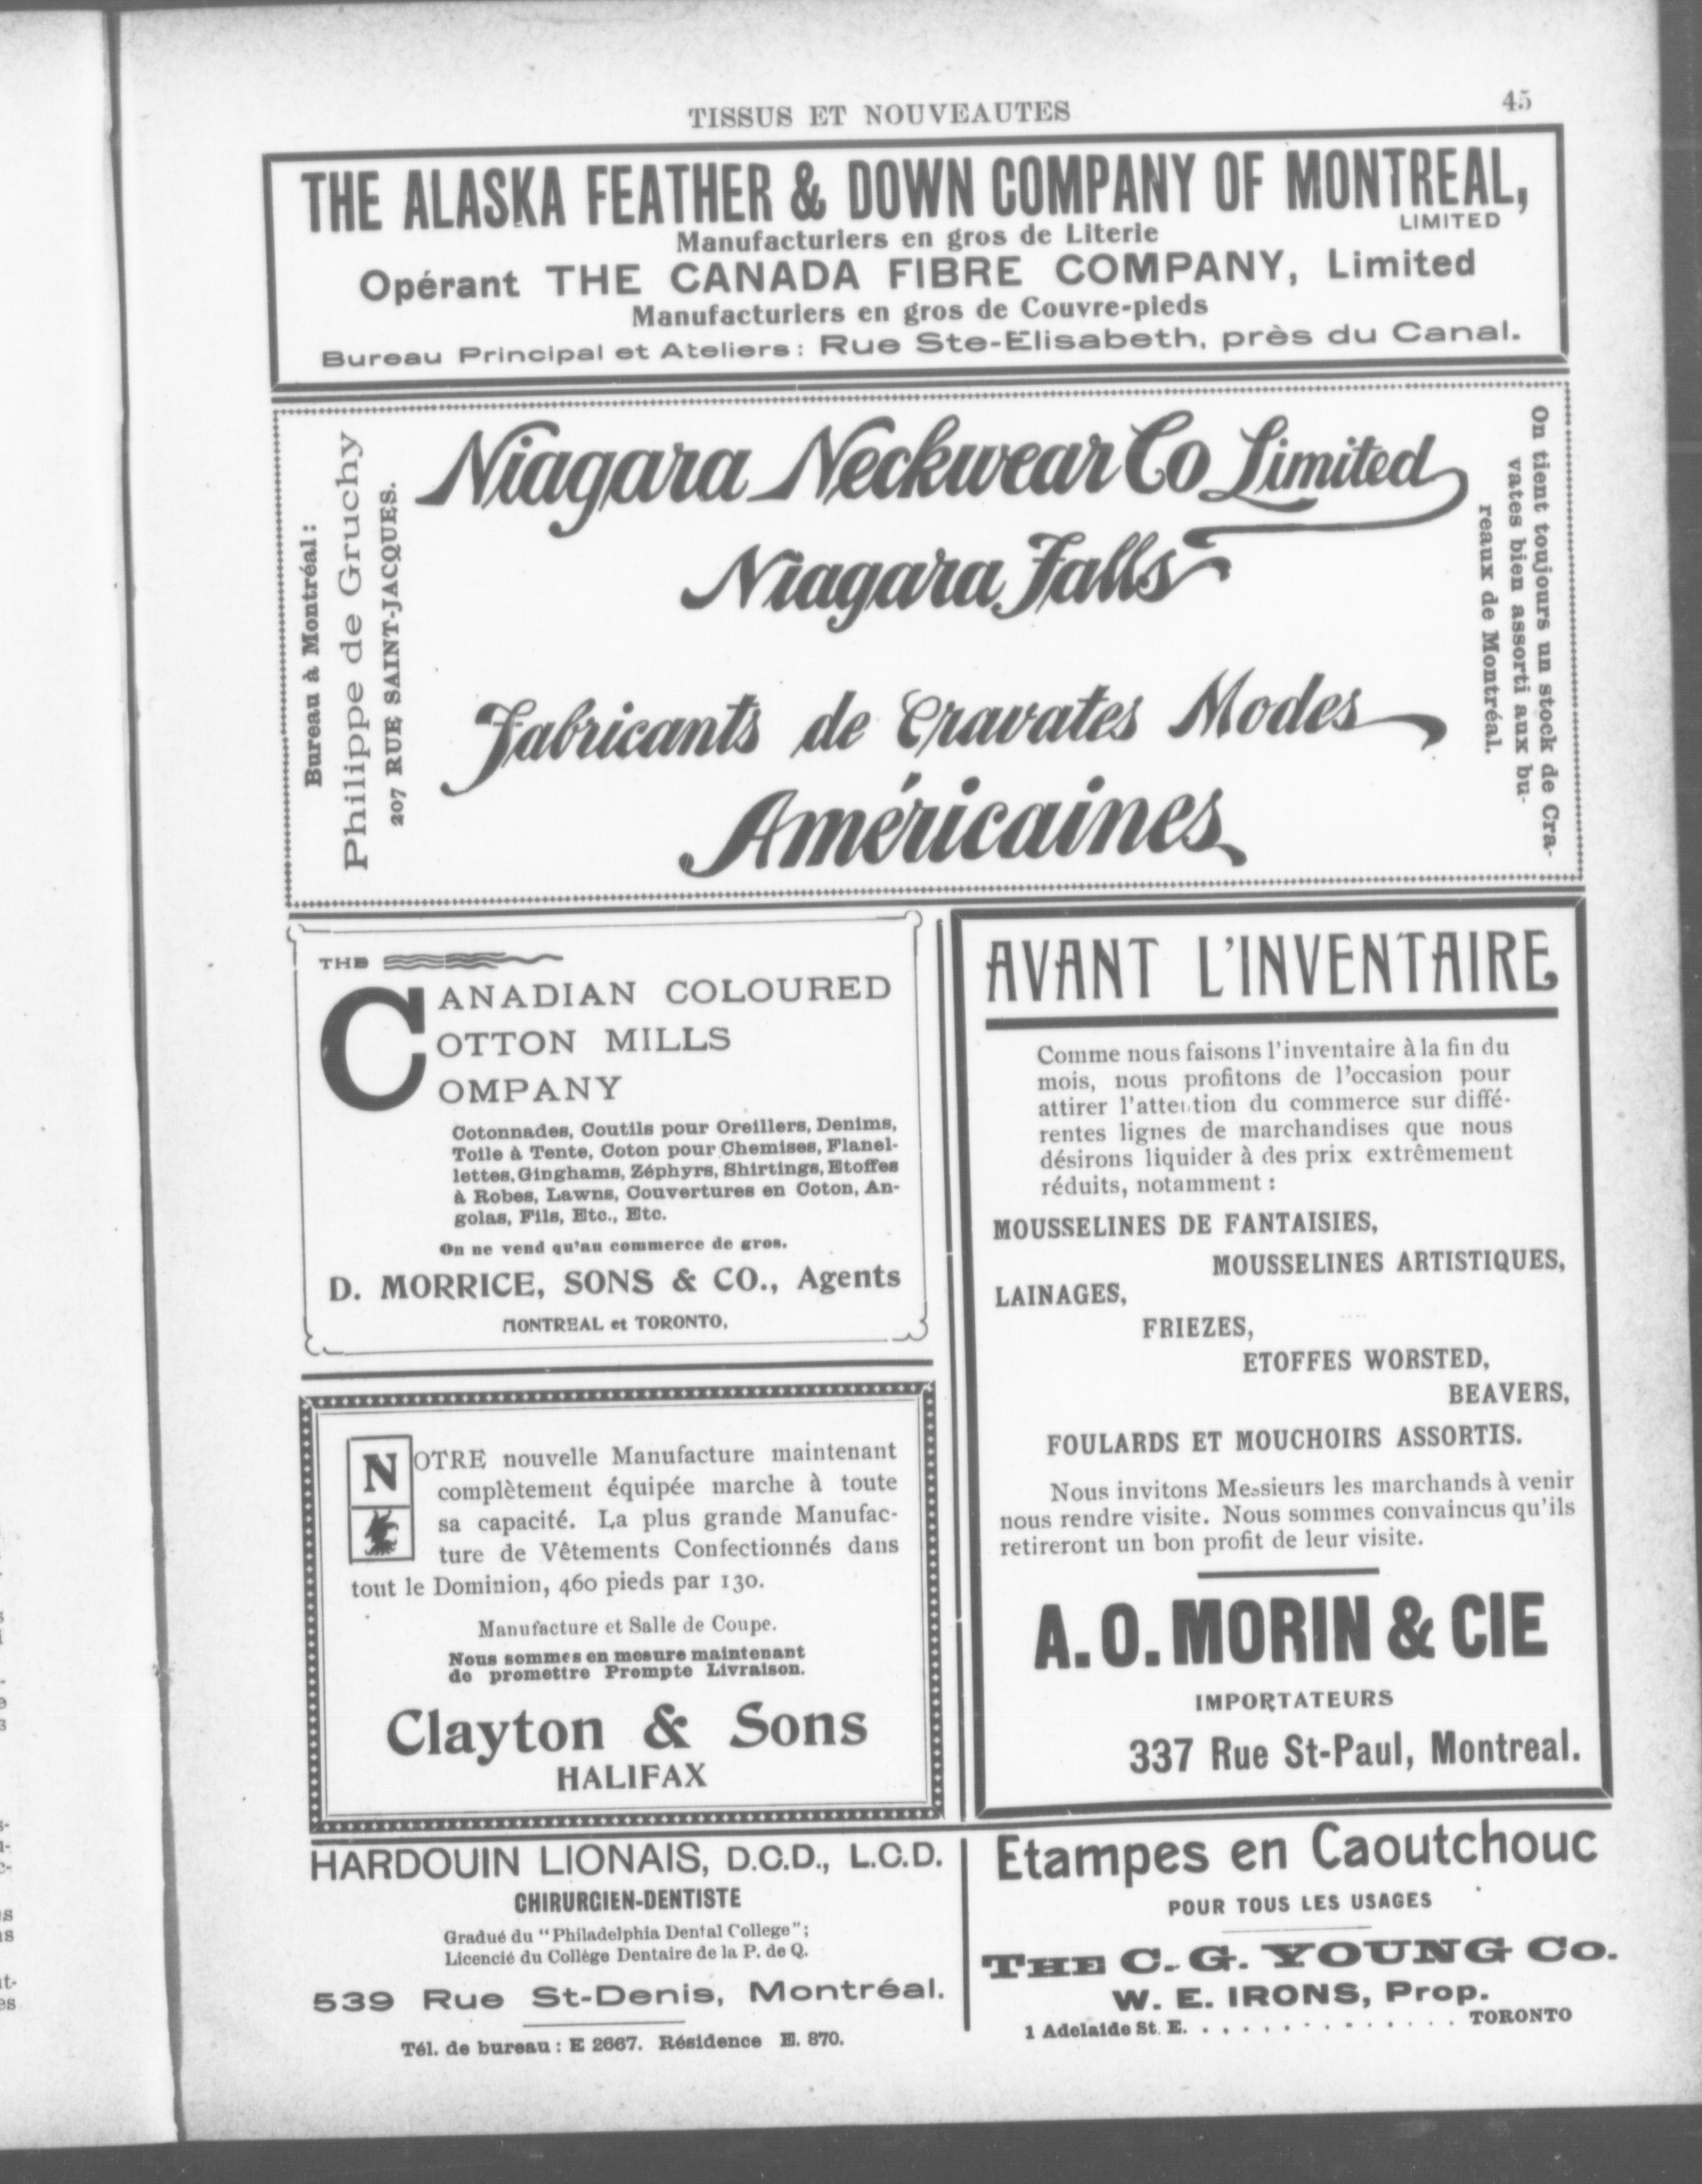 TISSUS ET NOUVEAUTES
45
THE ALASKA FEATHER & DOWN COMPANY OF MONTREAL,
LIMITED
Manufacturiers en gros de Literie
Opérant THE CANADA FIBRE COMPANY, Limited
Manufacturiers en gros de Couvre-pieds
Bureau Principal et Ateliers: Rue Ste-Elisabeth, près du Canal.
Bureau à Montréal :
Philippe de Gruchy
207 RUE SAINT-JACQUES.
Niagara Neckwear Co Limited
Niagara Falls
Fabricants de Cravates Modes
Américaines
On tient toujours un stock de Cra-
vates bien assorti aux bu-
reaux de Montréal.
THE
CANADIAN COLOURED
COTTON MILLS
COMPANY
Cotonnades, Coutils pour Oreillers, Denims,
Toile à Tente, Coton pour Chemises, Flanel-
lettes, Ginghams, Zéphyrs, Shirtings, Etoffes
à Robes, Lawns, Couvertures en Coton, An-
golas, Fils, Etc., Etc.
On ne vend qu'au commerce de gros.
D. MORRICE, SONS & CO., Agents
MONTREAL et TORONTO,
NOTRE nouvelle Manufacture maintenant
complètement équipée marche à toute
sa capacité. La plus grande Manufac-
ture de Vêtements Confectionnés dans
tout le Dominion, 460 pieds par 130.
Manufacture et Salle de Coupe.
Nous sommes en mesure maintenant
de promettre Prompte Livraison.
Clayton & Sons
HALIFAX
AVANT L'INVENTAIRE
Comme nous faisons l'inventaire à la fin du
mois, nous profitons de l'occasion pour
attirer l'attention du commerce sur diffé-
rentes lignes de marchandises que nous
désirons liquider à des prix extrêmement
réduits, notamment :
MOUSSELINES DE FANTAISIES,
MOUSSELINES ARTISTIQUES,
LAINAGES,
FRIEZES,
ETOFFES WORSTED,
BEAVERS,
FOULARDS ET MOUCHOIRS ASSORTIS.
Nous invitons Messieurs les marchands à venir
nous rendre visite. Nous sommes convaincus qu'ils
retireront un bon profit de leur visite.
A. O. MORIN & CIE
IMPORTATEURS
337 Rue St-Paul, Montreal.
HARDOUIN LIONAIS, D.C.D., L.C.D.
CHIRURGIEN-DENTISTE
Gradué du "Philadelphia Dental College";
Licencié du Collège Dentaire de la P. de Q.
539 Rue St-Denis, Montréal.
Tél. de bureau : E 2667. Résidence E. 870.
Etampes en Caoutchouc
POUR TOUS LES USAGES
THE C. G. YOUNG CO.
W. E. IRONS, Prop.
1 Adelaide St. E. . . . . . . . . . . . . . . TORONTO